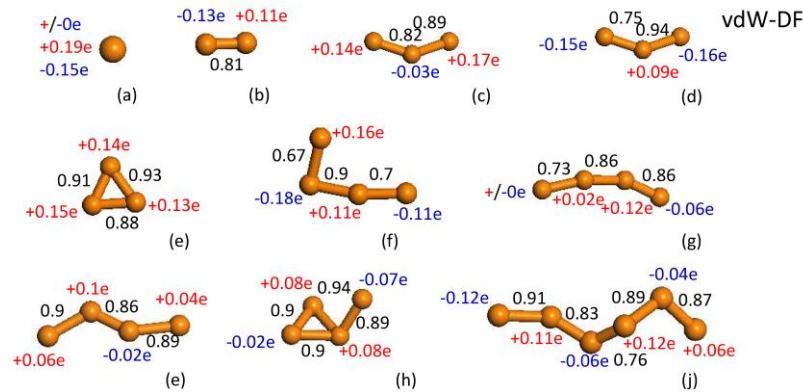 vdW-DF
+/-0e
+0.19e
-0.15e
(a)
-0.13e +0.11e
0.81
(b)
0.89
0.82
+0.14e
-0.03e
+0.17e
(c)
0.75
0.94
-0.15e
-0.16e
+0.09e
(d)
+0.14e
0.91 0.93
+0.15e +0.13e
0.88
(e)
+0.16e
0.67
0.9 0.7
-0.18e
+0.11e -0.11e
(f)
0.73 0.86 0.86
+/-0e
+0.02e
+0.12e -0.06e
(g)
+0.1e
0.9 0.86 +0.04e
+0.06e -0.02e 0.89
(e)
+0.08e 0.94 -0.07e
0.9
0.89
-0.02e
0.9 +0.08e
(h)
-0.04e
-0.12e 0.91 0.83 0.89 0.87
+0.11e +0.12e
-0.06e 0.76 +0.06e
(j)